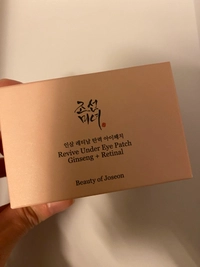 조선
미녀
인삼 레티날 탄력 아이패치
Revive Under Eye Patch
Ginseng + Retinal
Beauty of Joseon